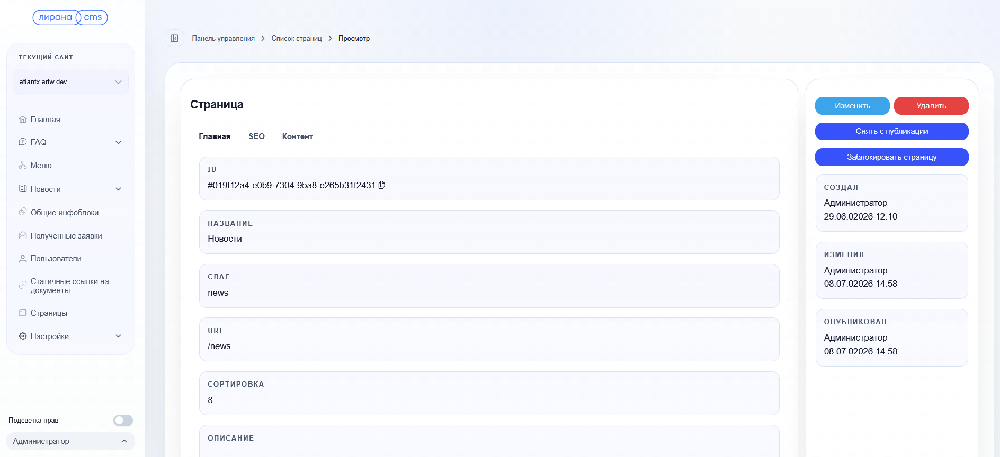 лирана cms
ТЕКУЩИЙ САЙТ
atlantx.artw.dev
Главная
FAQ
Меню
Новости
Общие инфоблоки
Полученные заявки
Пользователи
Статичные ссылки на
документы
Страницы
Настройки
Подсветка прав
Администратор
Панель управления
Список страниц
Просмотр
Страница
Главная
SEO
Контент
ID
#019f12a4-e0b9-7304-9ba8-e265b31f2431
НАЗВАНИЕ
Новости
СЛАГ
news
URL
/news
СОРТИРОВКА
8
ОПИСАНИЕ
—
Изменить
Удалить
Снять с публикации
Заблокировать страницу
СОЗДАЛ
Администратор
29.06.02026 12:10
ИЗМЕНИЛ
Администратор
08.07.02026 14:58
ОПУБЛИКОВАЛ
Администратор
08.07.02026 14:58